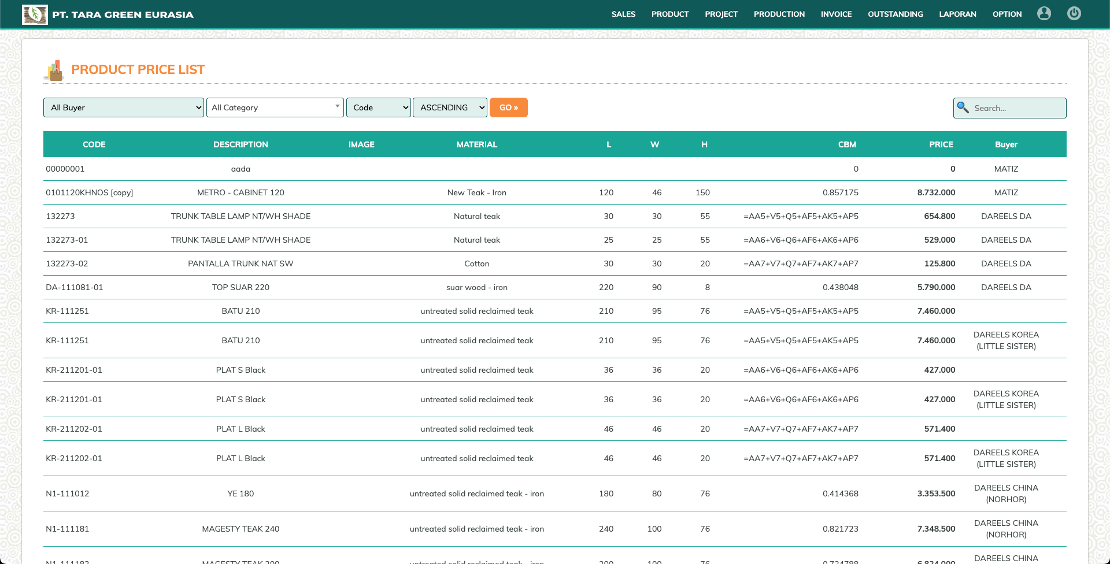 PT. TARA GREEN EURASIA SALES PRODUCT PROJECT PRODUCTION INVOICE OUTSTANDING LAPORAN OPTION
PRODUCT PRICE LIST
All Buyer All Category Code ASCENDING GO » Search...
CODE DESCRIPTION IMAGE MATERIAL L W H CBM PRICE Buyer
00000001 aada 0 0 MATIZ
0101120KHNOS [copy] METRO - CABINET 120 New Teak - Iron 120 46 150 0.857175 8.732.000 MATIZ
132273 TRUNK TABLE LAMP NT/WH SHADE Natural teak 30 30 55 =AA5+V5+Q5+AF5+AK5+AP5 654.800 DAREELS DA
132273-01 TRUNK TABLE LAMP NT/WH SHADE Natural teak 25 25 55 =AA6+V6+Q6+AF6+AK6+AP6 529.000 DAREELS DA
132273-02 PANTALLA TRUNK NAT SW Cotton 30 30 20 =AA7+V7+Q7+AF7+AK7+AP7 125.800 DAREELS DA
DA-111081-01 TOP SUAR 220 suar wood - iron 220 90 8 0.438048 5.790.000 DAREELS DA
KR-111251 BATU 210 untreated solid reclaimed teak 210 95 76 =AA5+V5+Q5+AF5+AK5+AP5 7.460.000
KR-111251 BATU 210 untreated solid reclaimed teak 210 95 76 =AA5+V5+Q5+AF5+AK5+AP5 7.460.000 DAREELS KOREA
(LITTLE SISTER)
KR-211201-01 PLAT S Black untreated solid reclaimed teak 36 36 20 =AA6+V6+Q6+AF6+AK6+AP6 427.000
KR-211201-01 PLAT S Black untreated solid reclaimed teak 36 36 20 =AA6+V6+Q6+AF6+AK6+AP6 427.000 DAREELS KOREA
(LITTLE SISTER)
KR-211202-01 PLAT L Black untreated solid reclaimed teak 46 46 20 =AA7+V7+Q7+AF7+AK7+AP7 571.400
KR-211202-01 PLAT L Black untreated solid reclaimed teak 46 46 20 =AA7+V7+Q7+AF7+AK7+AP7 571.400 DAREELS KOREA
(LITTLE SISTER)
N1-111012 YE 180 untreated solid reclaimed teak - iron 180 80 76 0.414368 3.353.500 DAREELS CHINA
(NORHOR)
N1-111181 MAGESTY TEAK 240 untreated solid reclaimed teak - iron 240 100 76 0.821723 7.348.500 DAREELS CHINA
(NORHOR)
DAREELS CHINA